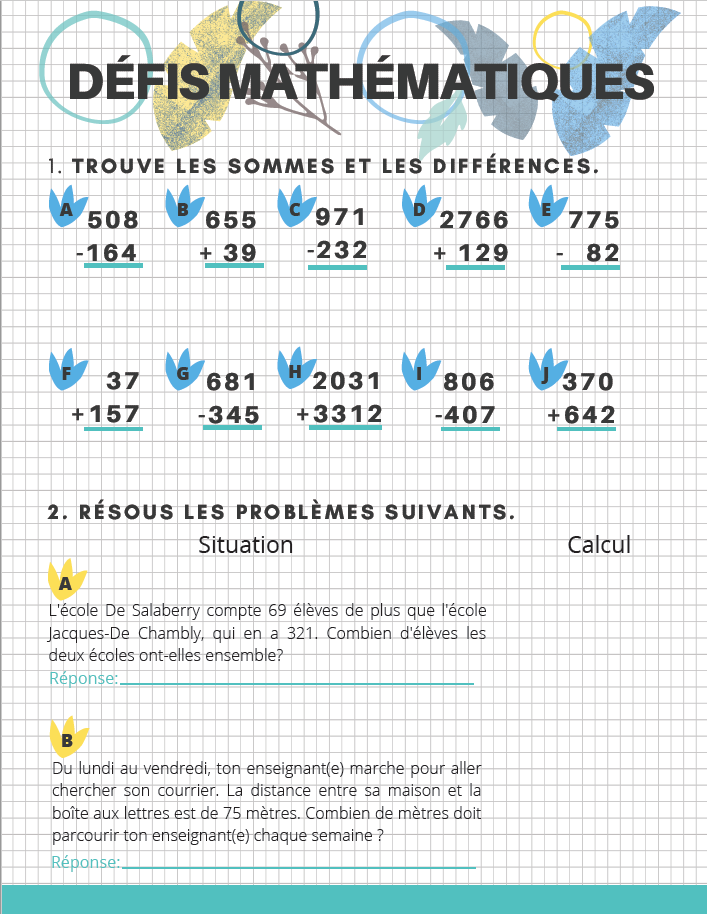 DÉFIS MATHÉMATIQUES
1. TROUVE LES SOMMES ET LES DIFFÉRENCES.
A B C D E
508 655 971 2766 775
-164 + 39 -232 + 129 - 82
F G H I J
37 681 2031 806 370
+157 -345 +3312 -407 +642
2. RÉSOUS LES PROBLÈMES SUIVANTS.
Situation Calcul
A
L'école De Salaberry compte 69 élèves de plus que l'école
Jacques-De Chambly, qui en a 321. Combien d'élèves les
deux écoles ont-elles ensemble?
Réponse:
B
Du lundi au vendredi, ton enseignant(e) marche pour aller
chercher son courrier. La distance entre sa maison et la
boîte aux lettres est de 75 mètres. Combien de mètres doit
parcourir ton enseignant(e) chaque semaine ?
Réponse: